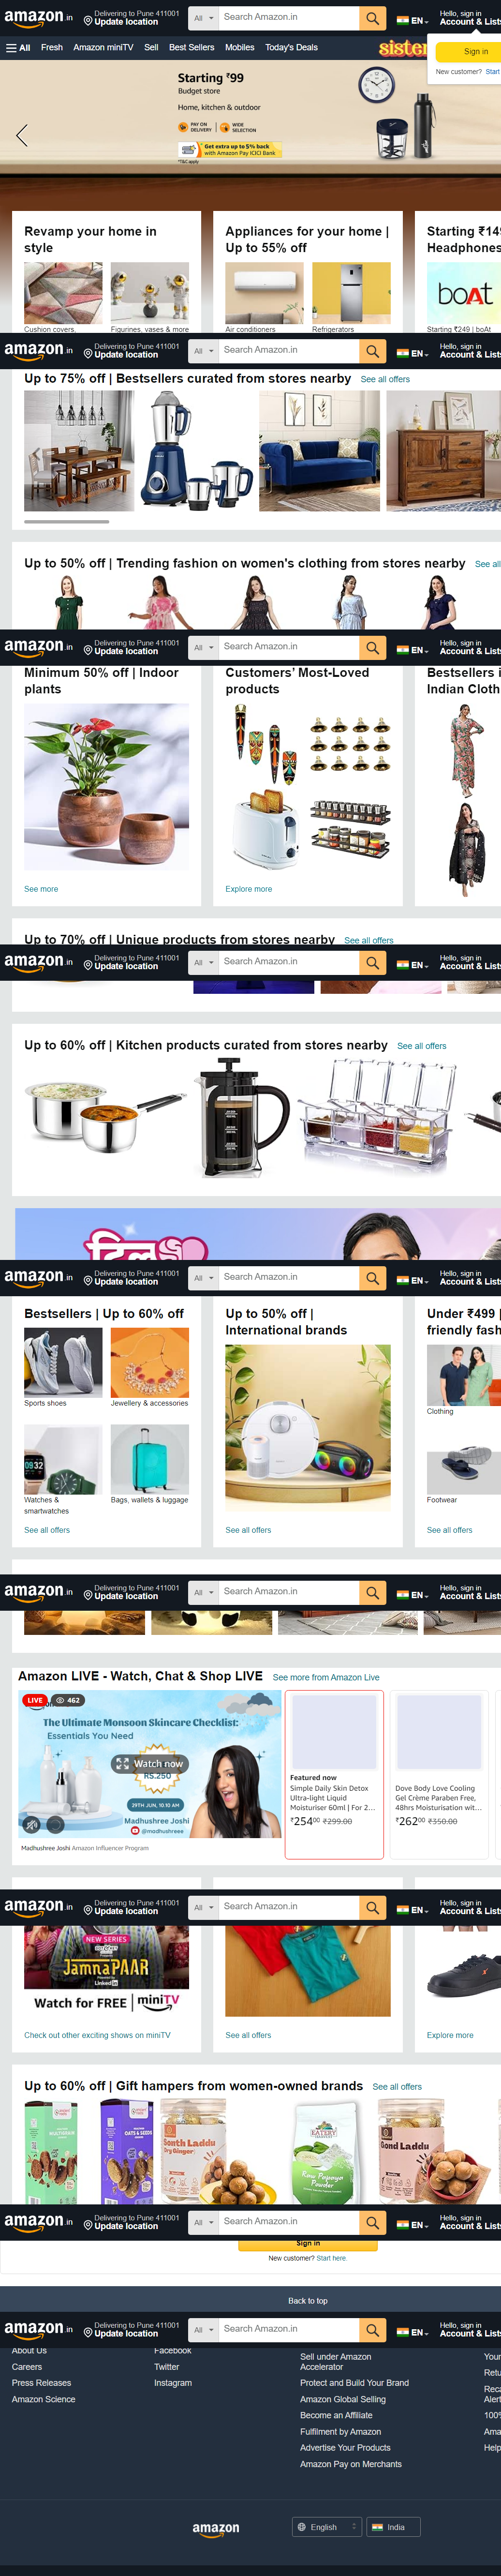 amazon.in
Delivering to Pune 411001
Update location
All
Search Amazon.in
EN
Hello, sign in
Account & Lists
All
Fresh
Amazon miniTV
Sell
Best Sellers
Mobiles
Today's Deals
sister
Sign in
New customer? Start
Starting ₹99
Budget store
Home, kitchen & outdoor
PAY ON DELIVERY
WIDE SELECTION
Get extra up to 5% back
with Amazon Pay ICICI Bank
*T&C apply
Revamp your home in
style
Cushion covers,
Figurines, vases & more
Appliances for your home |
Up to 55% off
Air conditioners
Refrigerators
Starting ₹149
Headphones
boAt
Starting ₹249 | boAt
amazon.in
Delivering to Pune 411001
Update location
All
Search Amazon.in
EN
Hello, sign in
Account & Lists
Up to 75% off | Bestsellers curated from stores nearby
See all offers
Up to 50% off | Trending fashion on women's clothing from stores nearby
See all
amazon.in
Delivering to Pune 411001
Update location
All
Search Amazon.in
EN
Hello, sign in
Account & Lists
Minimum 50% off | Indoor
plants
See more
Customers' Most-Loved
products
Explore more
Bestsellers i
Indian Cloth
Up to 70% off | Unique products from stores nearby
See all offers
amazon.in
Delivering to Pune 411001
Update location
All
Search Amazon.in
EN
Hello, sign in
Account & Lists
Up to 60% off | Kitchen products curated from stores nearby
See all offers
amazon.in
Delivering to Pune 411001
Update location
All
Search Amazon.in
EN
Hello, sign in
Account & Lists
Bestsellers | Up to 60% off
Sports shoes
Jewellery & accessories
Watches &
smartwatches
Bags, wallets & luggage
See all offers
Up to 50% off |
International brands
See all offers
Under ₹499 |
friendly fash
Clothing
Footwear
See all offers
amazon.in
Delivering to Pune 411001
Update location
All
Search Amazon.in
EN
Hello, sign in
Account & Lists
Amazon LIVE - Watch, Chat & Shop LIVE
See more from Amazon Live
LIVE
462
The Ultimate Monsoon Skincare Checklist:
Essentials You Need
Watch now
RS.250
29TH JUN, 10.10 AM
Madhushree Joshi
@madhushreee
Madhushree Joshi Amazon Influencer Program
Featured now
Simple Daily Skin Detox
Ultra-light Liquid
Moisturiser 60ml | For 2...
₹254.00 ₹299.00
Dove Body Love Cooling
Gel Crème Paraben Free,
48hrs Moisturisation wit...
₹262.00 ₹350.00
amazon.in
Delivering to Pune 411001
Update location
All
Search Amazon.in
EN
Hello, sign in
Account & Lists
NEW SERIES
JamnaPAAR
LinkedIn
Watch for FREE | miniTV
Check out other exciting shows on miniTV
See all offers
Explore more
Up to 60% off | Gift hampers from women-owned brands
See all offers
OATS & SEEDS
Sonth Laddu
Dry Ginger
EATERY
Raw Papaya
Powder
Gond Laddu
amazon.in
Delivering to Pune 411001
Update location
All
Search Amazon.in
EN
Hello, sign in
Account & Lists
Sign in
New customer? Start here.
Back to top
amazon.in
Delivering to Pune 411001
Update location
All
Search Amazon.in
EN
Hello, sign in
Account & Lists
About Us
Careers
Press Releases
Amazon Science
Facebook
Twitter
Instagram
Sell under Amazon
Accelerator
Protect and Build Your Brand
Amazon Global Selling
Become an Affiliate
Fulfilment by Amazon
Advertise Your Products
Amazon Pay on Merchants
Your
Retu
Reca
Alert
100%
Ama
Help
amazon
English
India